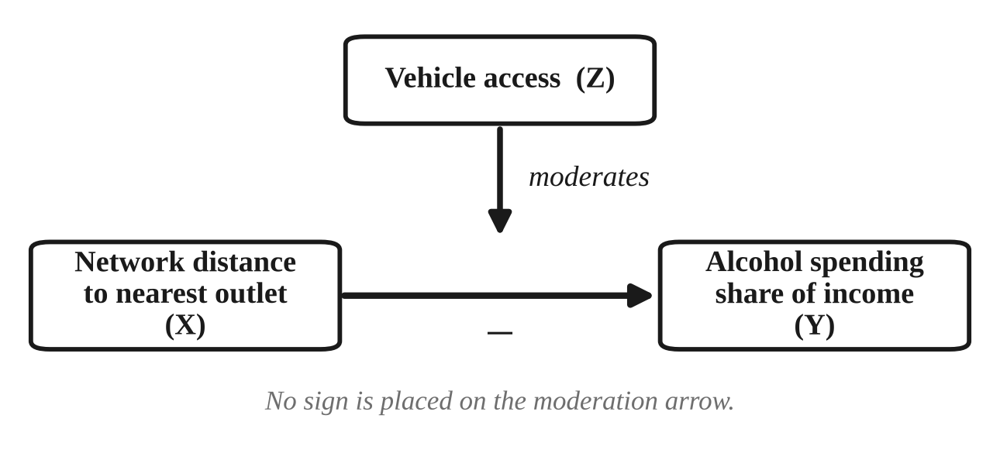 Vehicle access (Z)
moderates
Network distance
to nearest outlet
(X)
Alcohol spending
share of income
(Y)
–
No sign is placed on the moderation arrow.